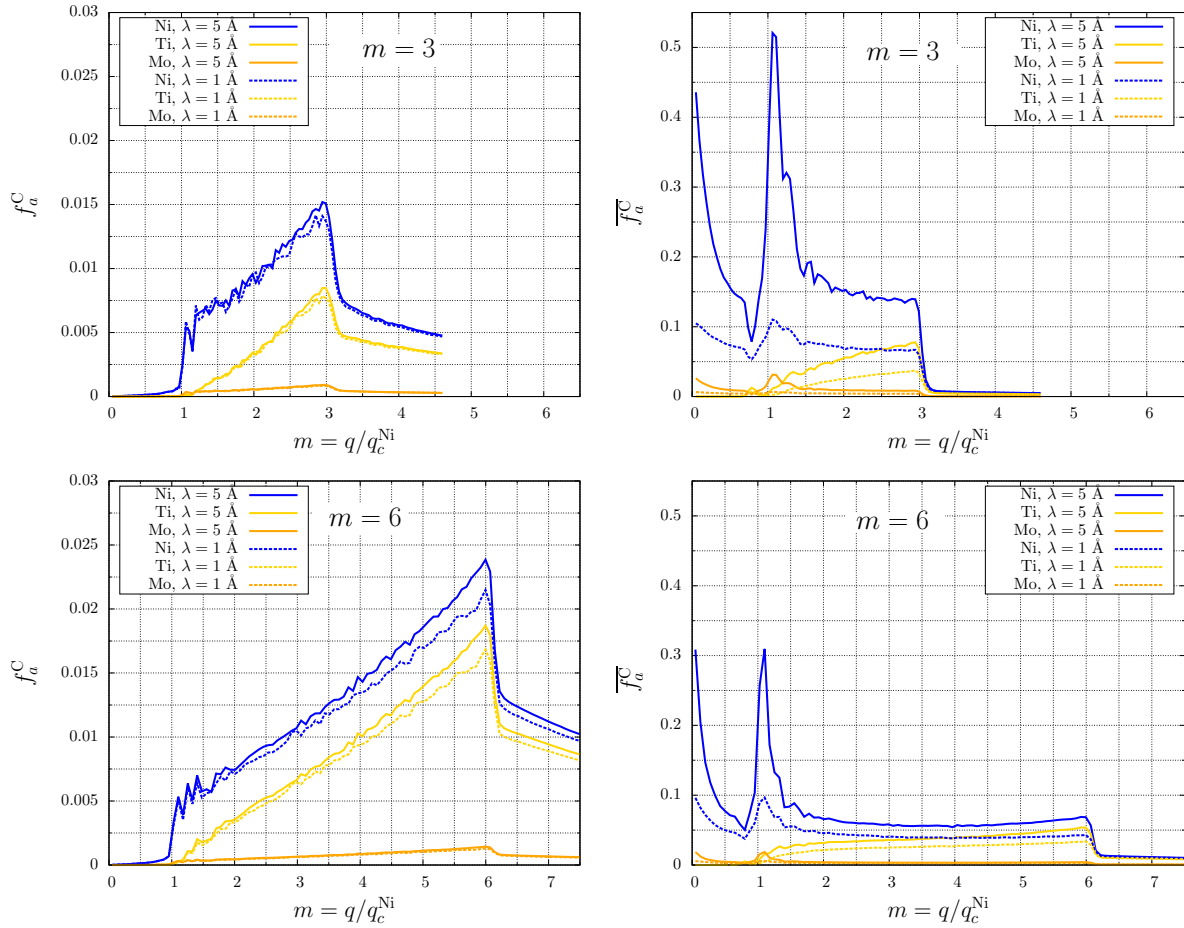 0.03
0.025
0.02
0.015
0.01
0.005
0
f_a^C
Ni, λ = 5 Å
Ti, λ = 5 Å
Mo, λ = 5 Å
Ni, λ = 1 Å
Ti, λ = 1 Å
Mo, λ = 1 Å
m = 3
0 1 2 3 4 5 6
m = q/q_c^Ni
0.5
0.4
0.3
0.2
0.1
0
f_a^C
m = 3
Ni, λ = 5 Å
Ti, λ = 5 Å
Mo, λ = 5 Å
Ni, λ = 1 Å
Ti, λ = 1 Å
Mo, λ = 1 Å
0 1 2 3 4 5 6
m = q/q_c^Ni
0.03
0.025
0.02
0.015
0.01
0.005
0
f_a^C
Ni, λ = 5 Å
Ti, λ = 5 Å
Mo, λ = 5 Å
Ni, λ = 1 Å
Ti, λ = 1 Å
Mo, λ = 1 Å
m = 6
0 1 2 3 4 5 6 7
m = q/q_c^Ni
0.5
0.4
0.3
0.2
0.1
0
f_a^C
m = 6
Ni, λ = 5 Å
Ti, λ = 5 Å
Mo, λ = 5 Å
Ni, λ = 1 Å
Ti, λ = 1 Å
Mo, λ = 1 Å
0 1 2 3 4 5 6 7
m = q/q_c^Ni